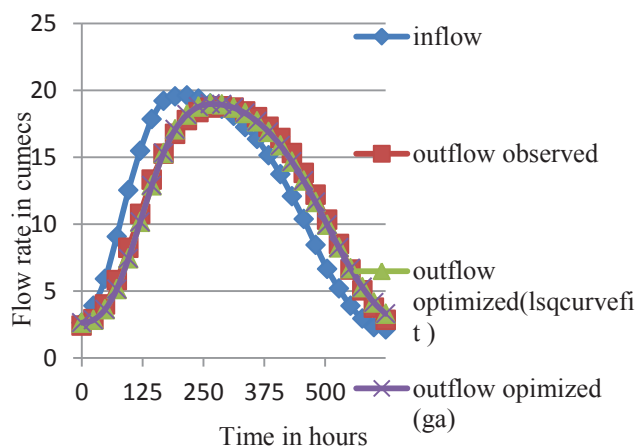 25
20
15
10
5
0
Flow rate in cumecs
0 125 250 375 500
Time in hours
inflow
outflow observed
outflow
optimized(lsqcurvefi
t )
outflow opimized
(ga)